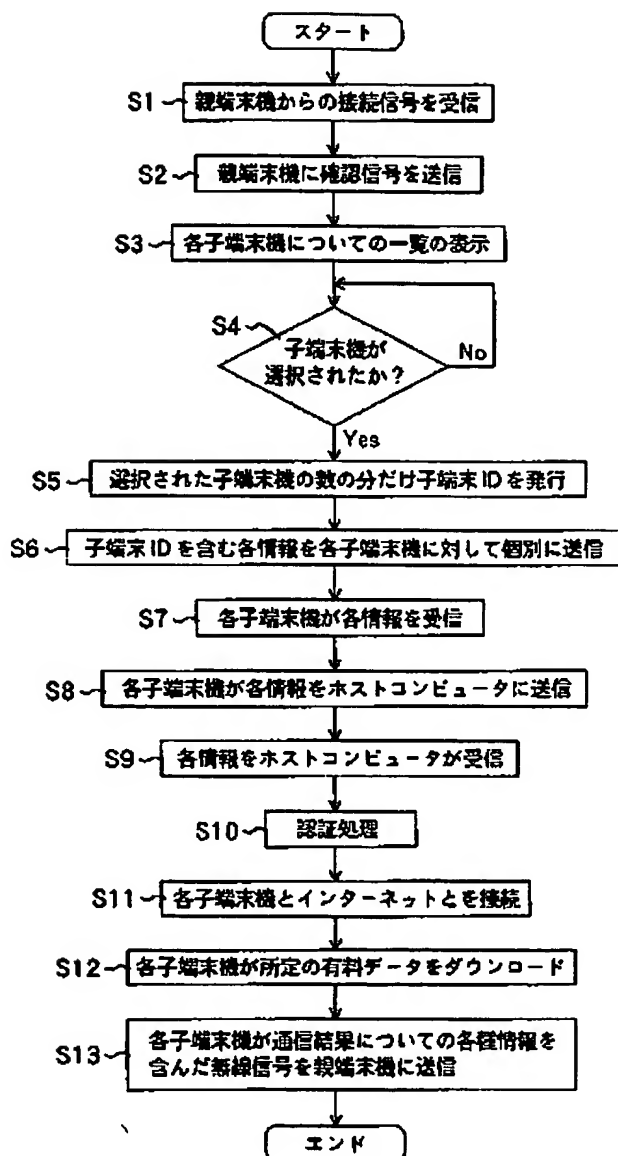 スタート
S1 親端末機からの接続信号を受信
S2 親端末機に確認信号を送信
S3 各子端末機についての一覧の表示
S4 子端末機が
選択されたか？
No
Yes
S5 選択された子端末機の数の分だけ子端末IDを発行
S6 子端末IDを含む各情報を各子端末機に対して個別に送信
S7 各子端末機が各情報を受信
S8 各子端末機が各情報をホストコンピュータに送信
S9 各情報をホストコンピュータが受信
S10 認証処理
S11 各子端末機とインターネットとを接続
S12 各子端末機が所定の有料データをダウンロード
S13 各子端末機が通信結果についての各種情報を
含んだ無線信号を親端末機に送信
エンド